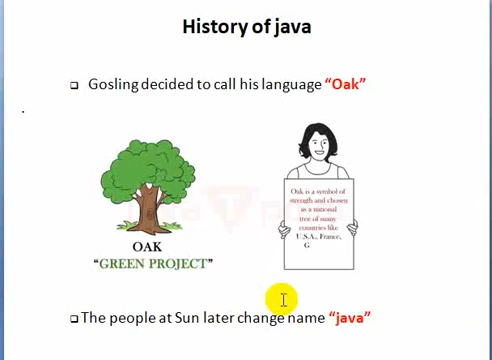 History of java
Gosling decided to call his language “Oak”
Oak is a symbol of
strength and chosen
as a national
tree of many
countries like
U.S.A., France,
G
OAK
“GREEN PROJECT”
The people at Sun later change name “java”